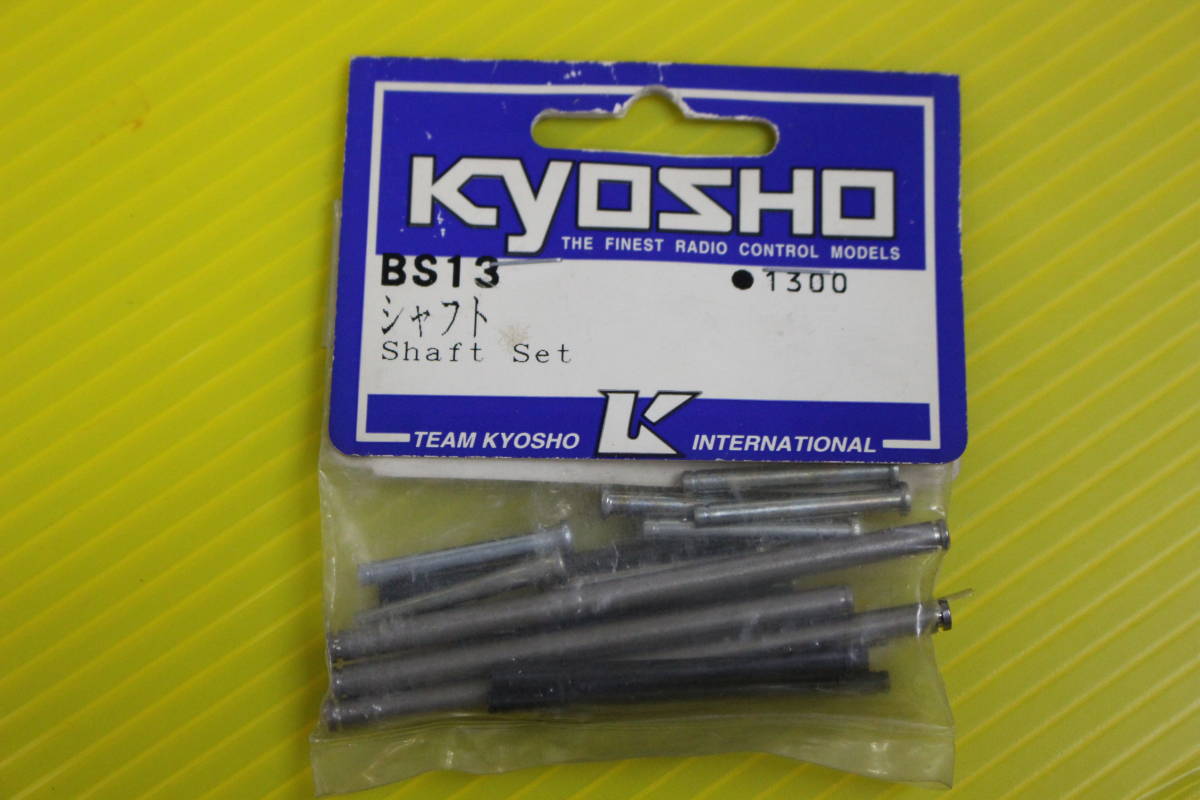 KYOSHO
THE FINEST RADIO CONTROL MODELS
BS13 ●1300
シャフト
Shaft Set
TEAM KYOSHO K INTERNATIONAL